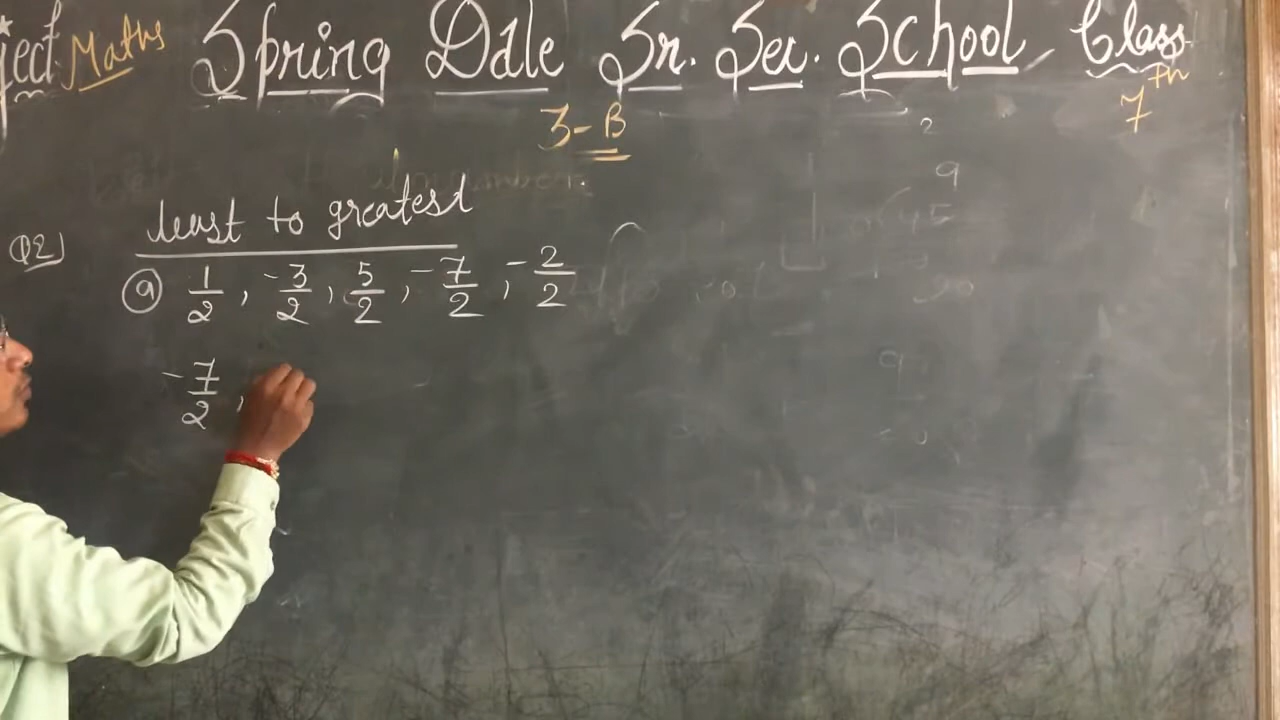 ject Maths Spring Dale Sr. Sec. School, Class 7th
3-B
least to greatest
Q2) (a) 1/2, -3/2, 5/2, -7/2, -2/2
-7/2,